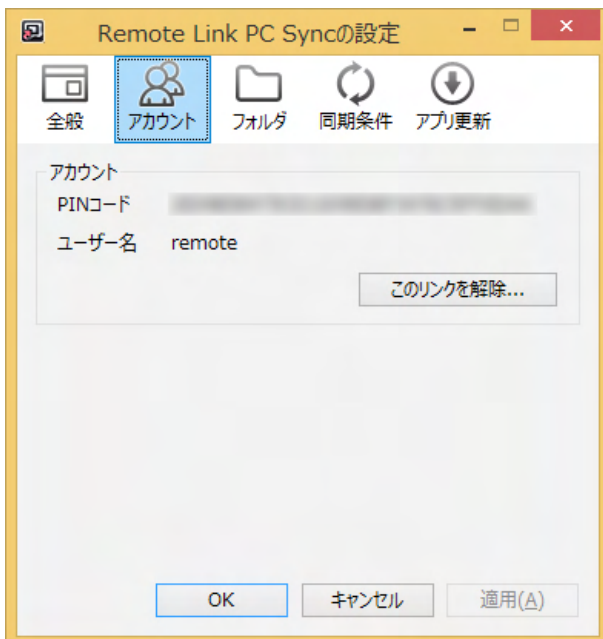 Remote Link PC Syncの設定
全般 アカウント フォルダ 同期条件 アプリ更新
アカウント
PINコード
ユーザー名 remote
このリンクを解除...
OK キャンセル 適用(A)